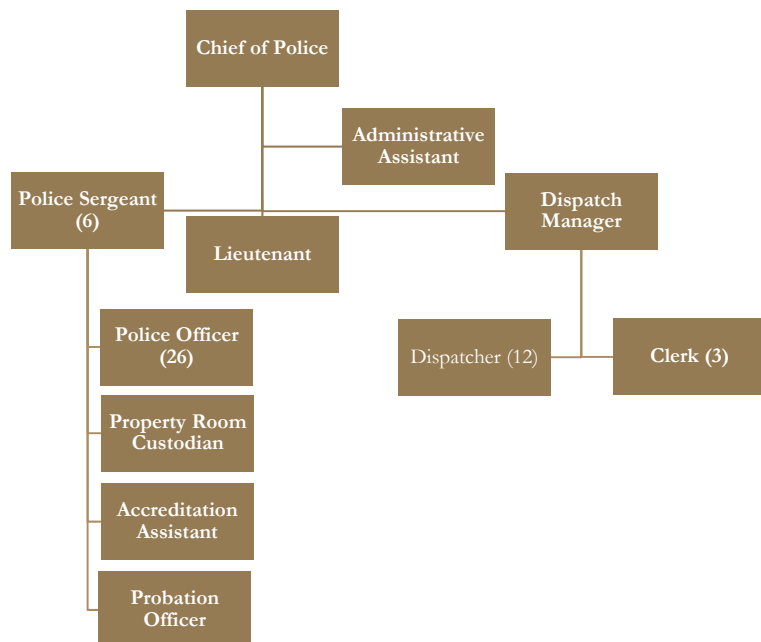 Chief of Police
Administrative
Assistant
Police Sergeant
(6)
Dispatch
Manager
Lieutenant
Police Officer
(26)
Dispatcher (12)
Clerk (3)
Property Room
Custodian
Accreditation
Assistant
Probation
Officer